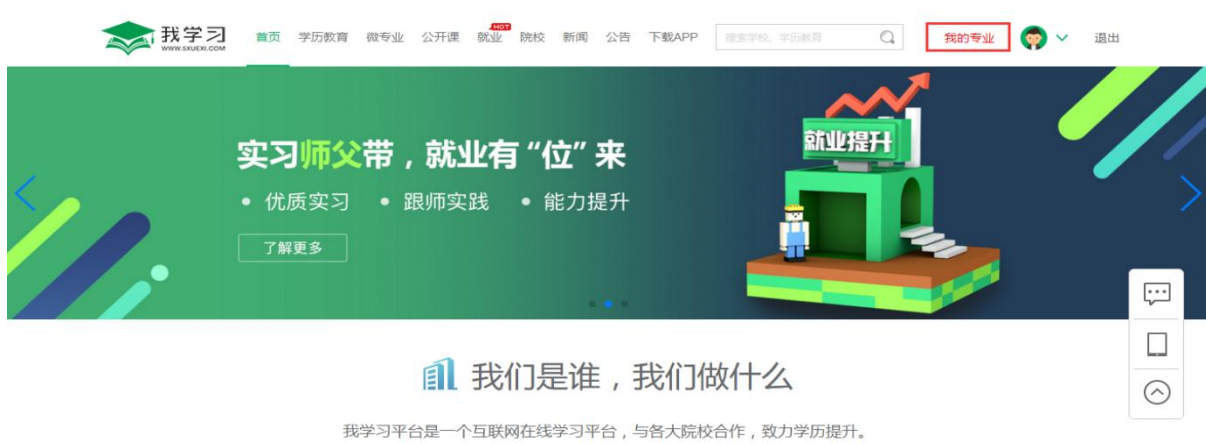 我学习
WWW.SXUEXI.COM
首页 学历教育 微专业 公开课 就业 HOT 院校 新闻 公告 下载APP 搜索学校、学历教育 我的专业 退出
实习师父带，就业有“位”来
• 优质实习 • 跟师实践 • 能力提升
了解更多
就业提升
我们是谁，我们做什么
我学习平台是一个互联网在线学习平台，与各大院校合作，致力学历提升。